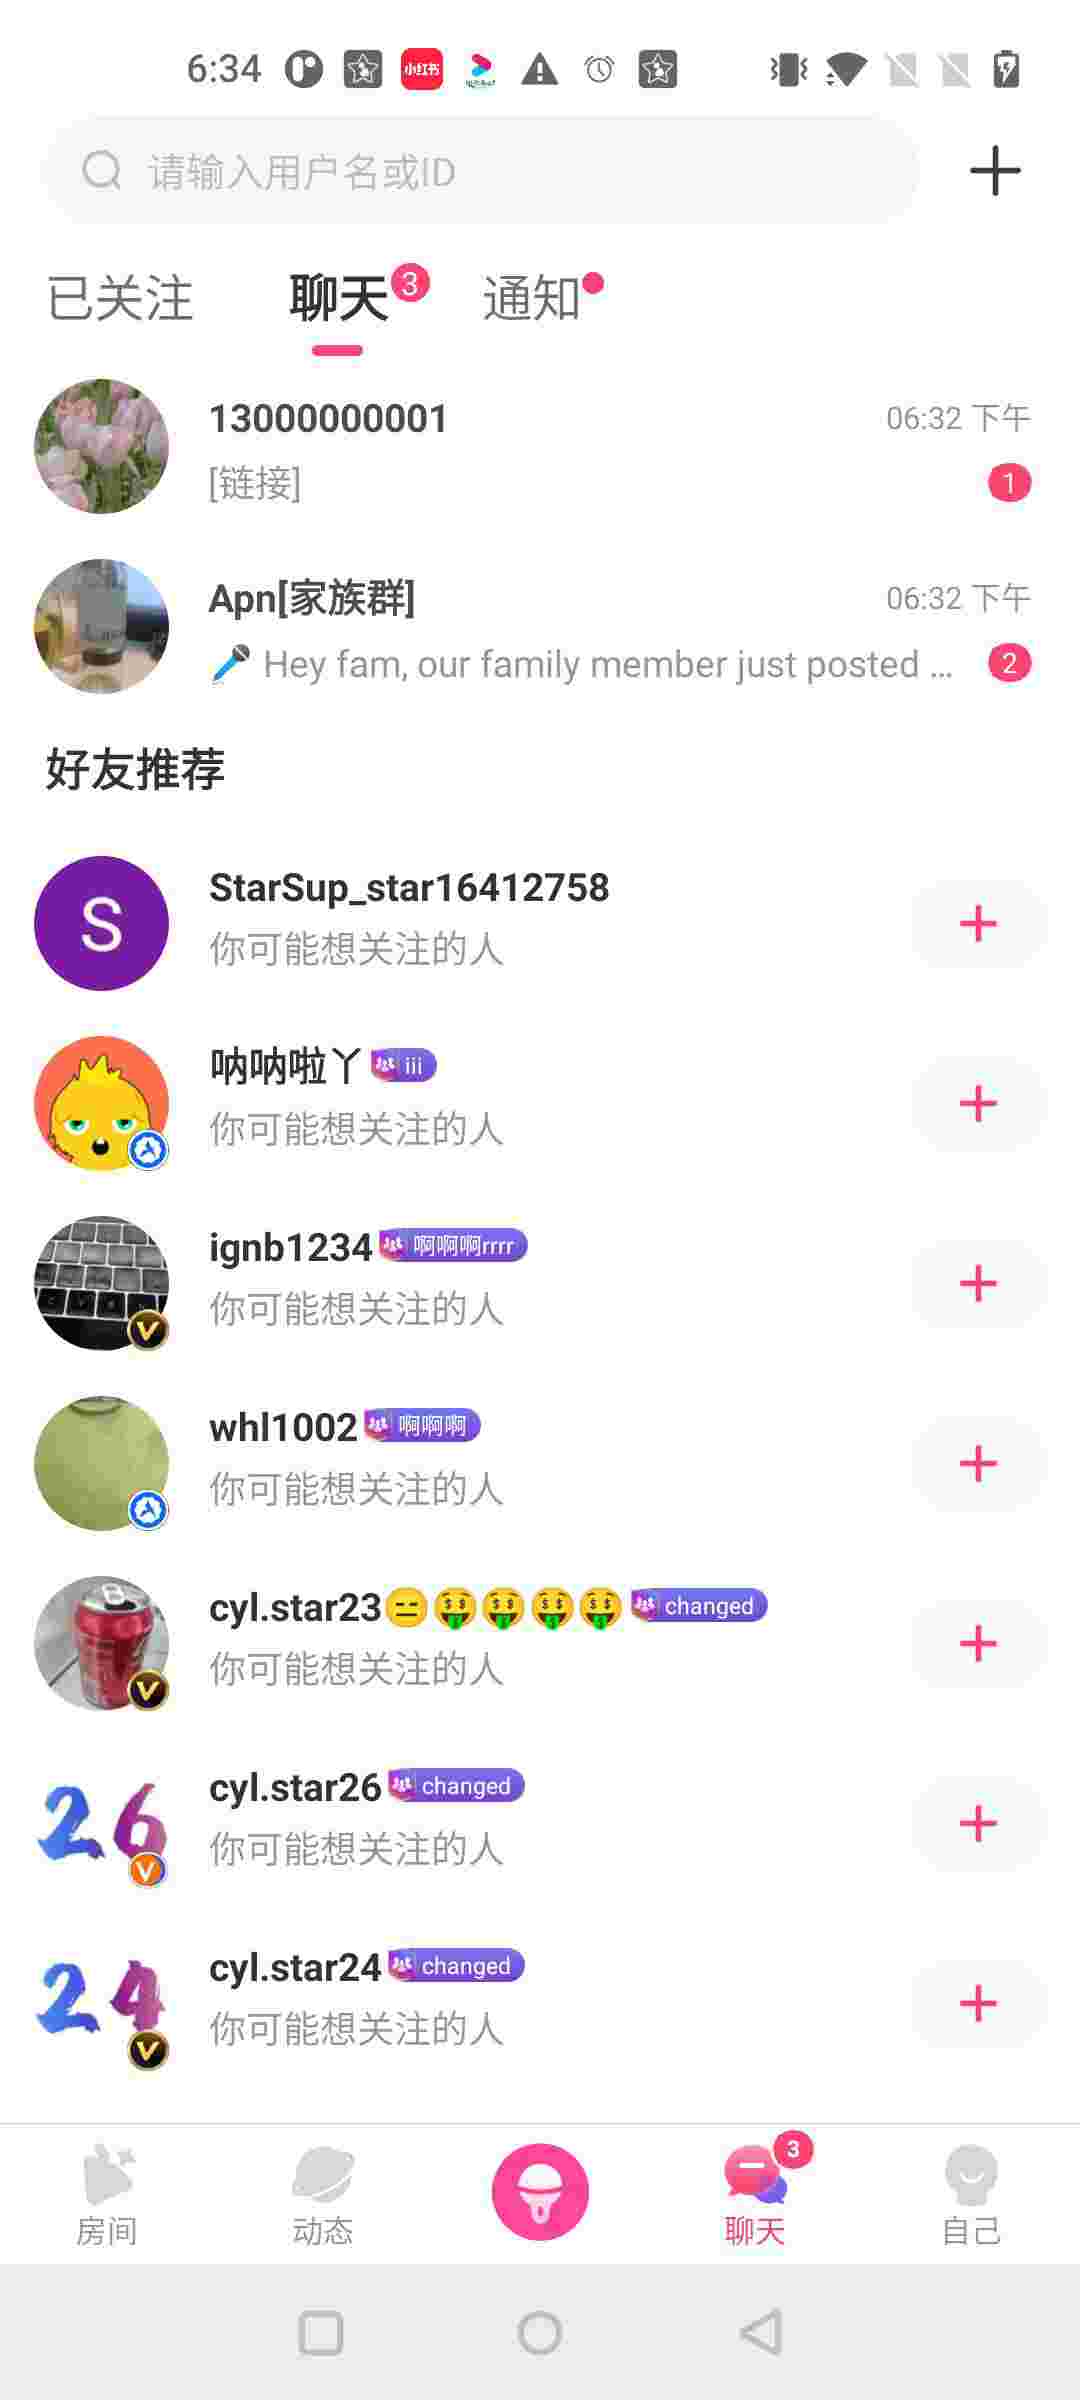 6:34
小红书
请输入用户名或ID
已关注
聊天 3
通知
13000000001
06:32 下午
[链接]
1
Apn[家族群]
06:32 下午
🎤 Hey fam, our family member just posted ...
2
好友推荐
S
StarSup_star16412758
你可能想关注的人
呐呐啦丫 iii
你可能想关注的人
ignb1234 啊啊啊rrrr
你可能想关注的人
whl1002 啊啊啊
你可能想关注的人
cyl.star23😑🤑🤑🤑🤑 changed
你可能想关注的人
26
cyl.star26 changed
你可能想关注的人
24
cyl.star24 changed
你可能想关注的人
3
房间
动态
聊天
自己